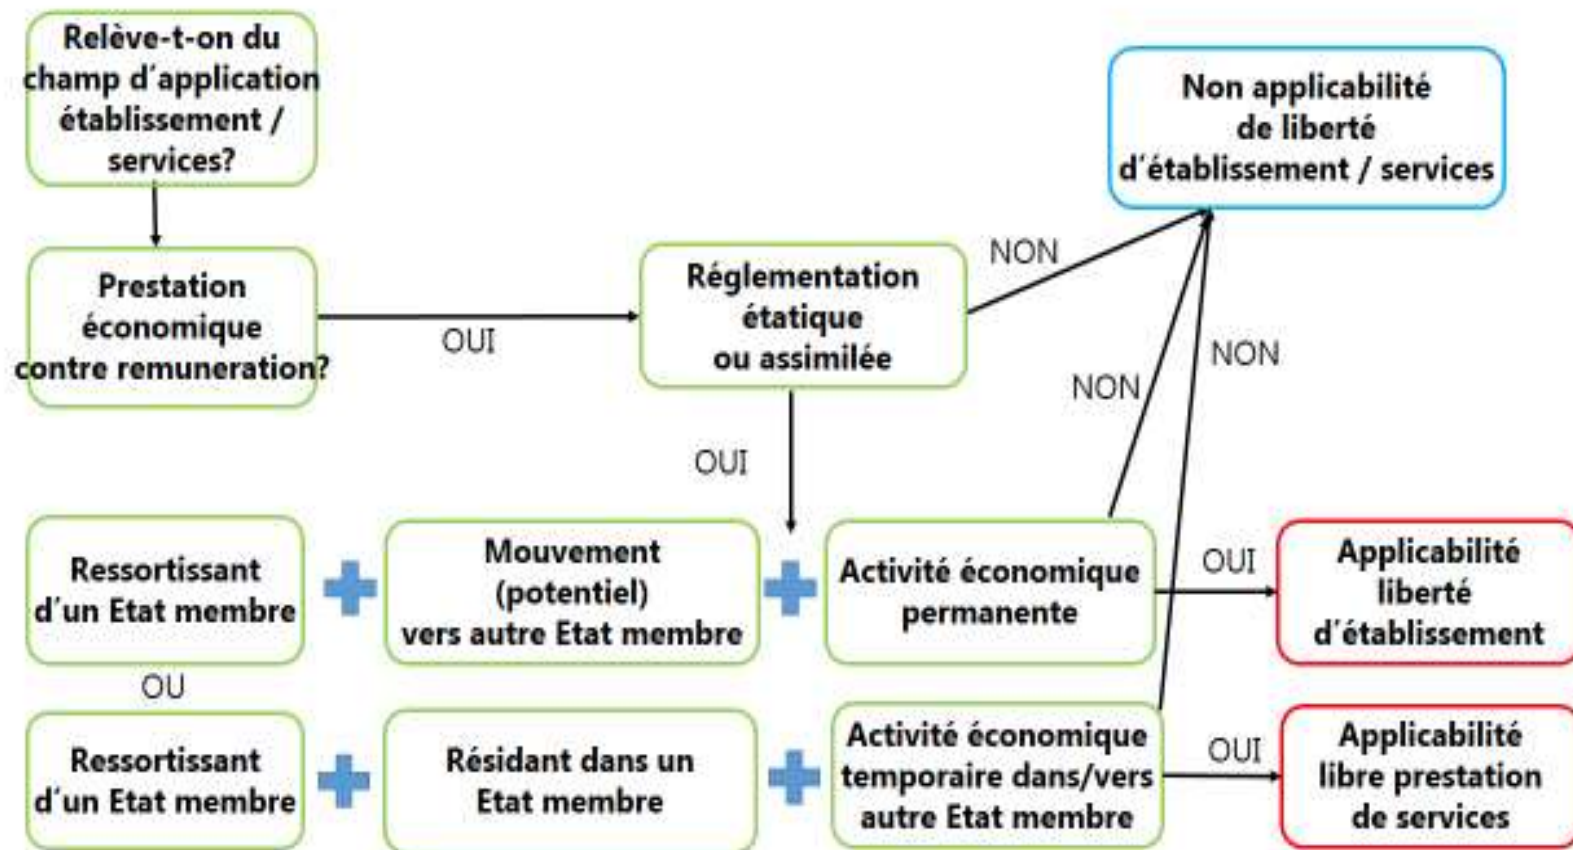 Relève-t-on du
champ d´application
établissement /
services?
Non applicabilité
de liberté
d´établissement / services
Prestation
économique
contre remuneration?
OUI
Réglementation
étatique
ou assimilée
NON
NON
NON
OUI
Ressortissant
d´un Etat membre
Mouvement
(potentiel)
vers autre Etat membre
Activité économique
permanente
OUI
Applicabilité
liberté
d´établissement
OU
Ressortissant
d´un Etat membre
Résidant dans un
Etat membre
Activité économique
temporaire dans/vers
autre Etat membre
OUI
Applicabilité
libre prestation
de services